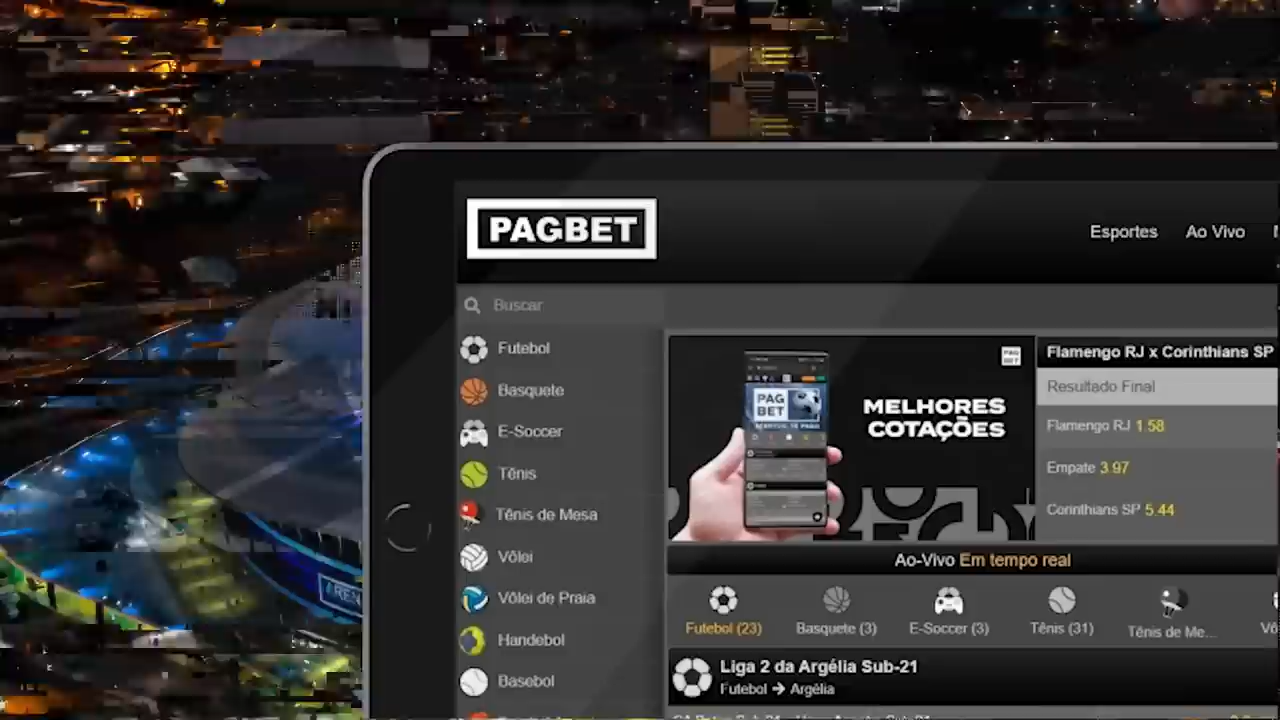 PAGBET
Esportes
Ao Vivo
Buscar
Futebol
Basquete
E-Soccer
Tênis
Tênis de Mesa
Vôlei
Vôlei de Praia
Handebol
Basebol
PAG
BET
PAG
BET
MELHORES
COTAÇÕES
Flamengo RJ x Corinthians SP
Resultado Final
Flamengo RJ 1.58
Empate 3.97
Corinthians SP 5.44
Ao-Vivo Em tempo real
Futebol (23)
Basquete (3)
E-Soccer (3)
Tênis (31)
Tênis de Me...
Liga 2 da Argélia Sub-21
Futebol → Argélia